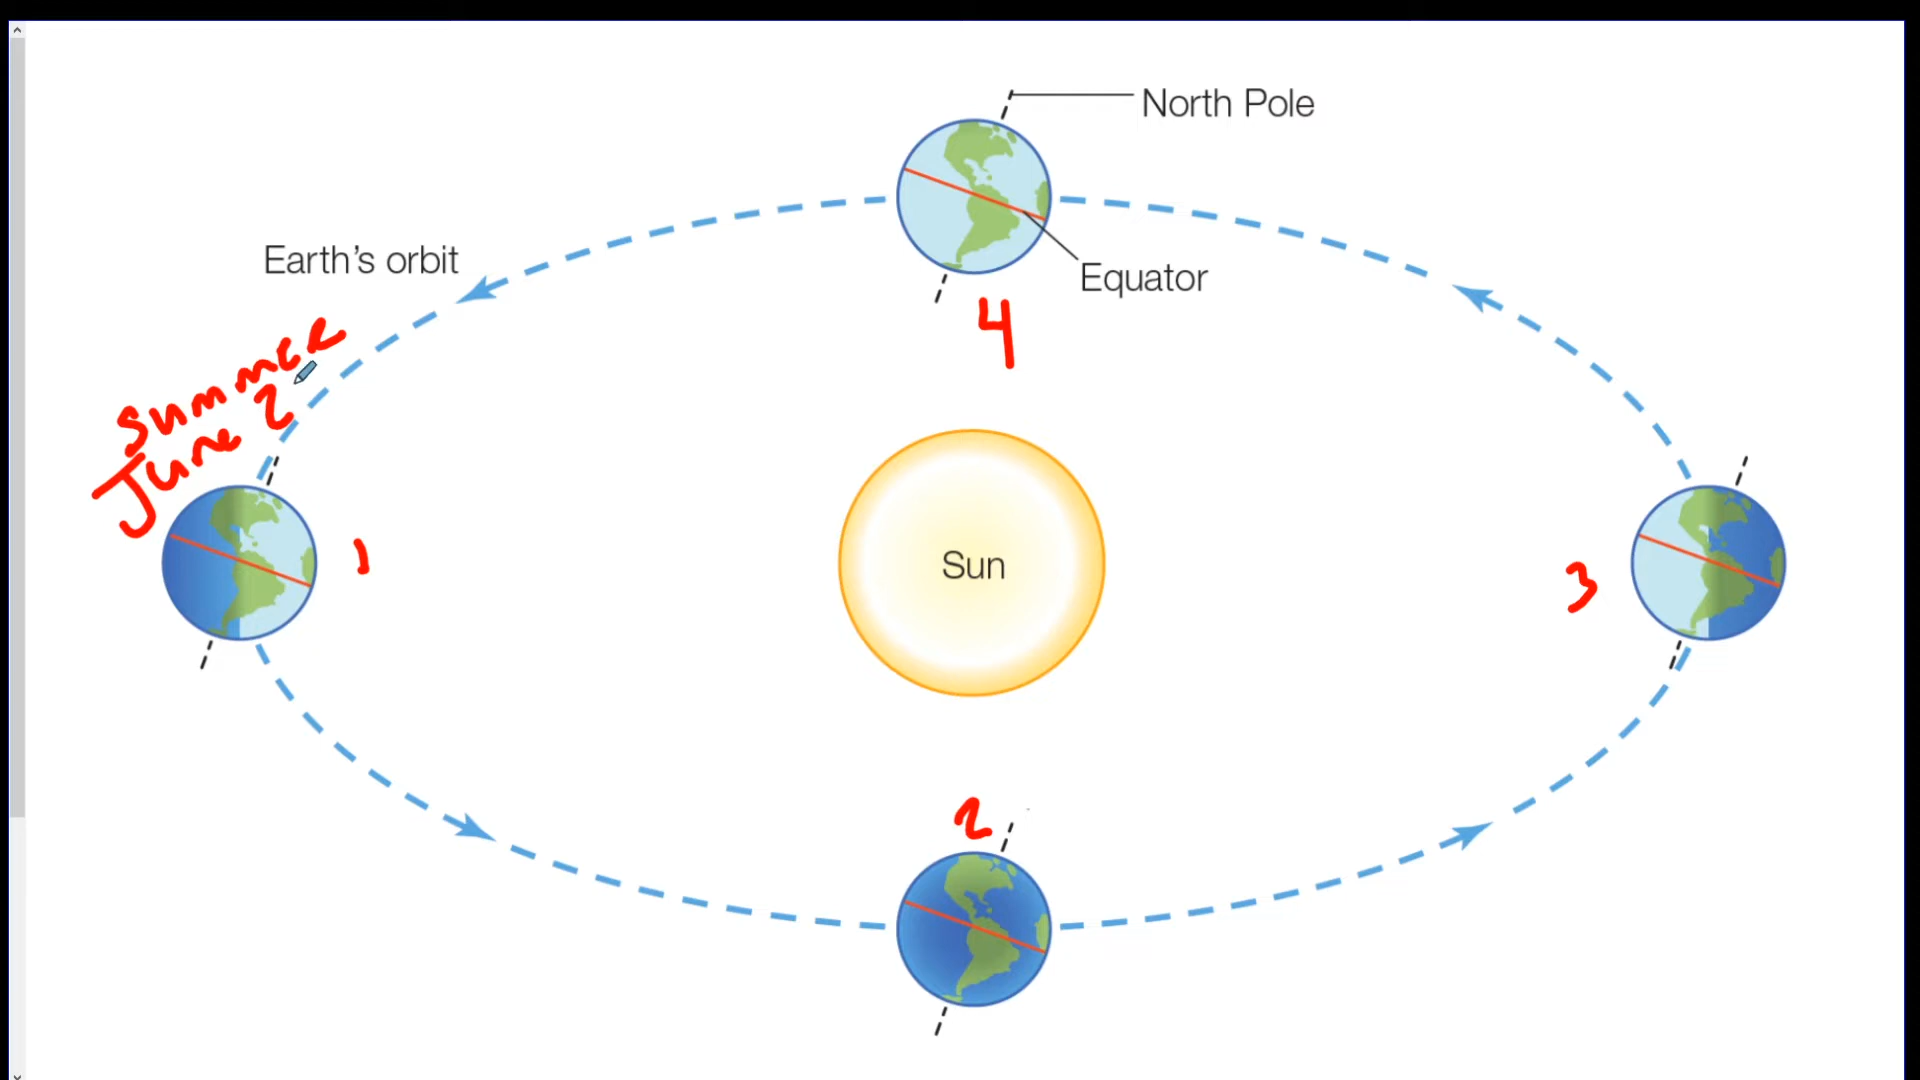 North Pole
Earth's orbit
Equator
4
summer
June 2
1
Sun
3
2